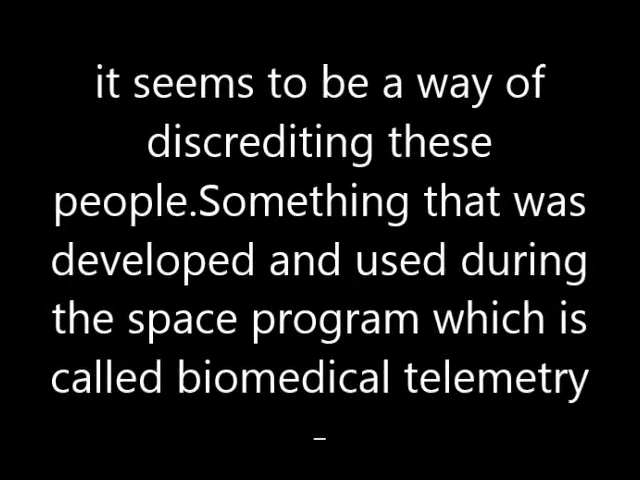 it seems to be a way of
discrediting these
people.Something that was
developed and used during
the space program which is
called biomedical telemetry
–